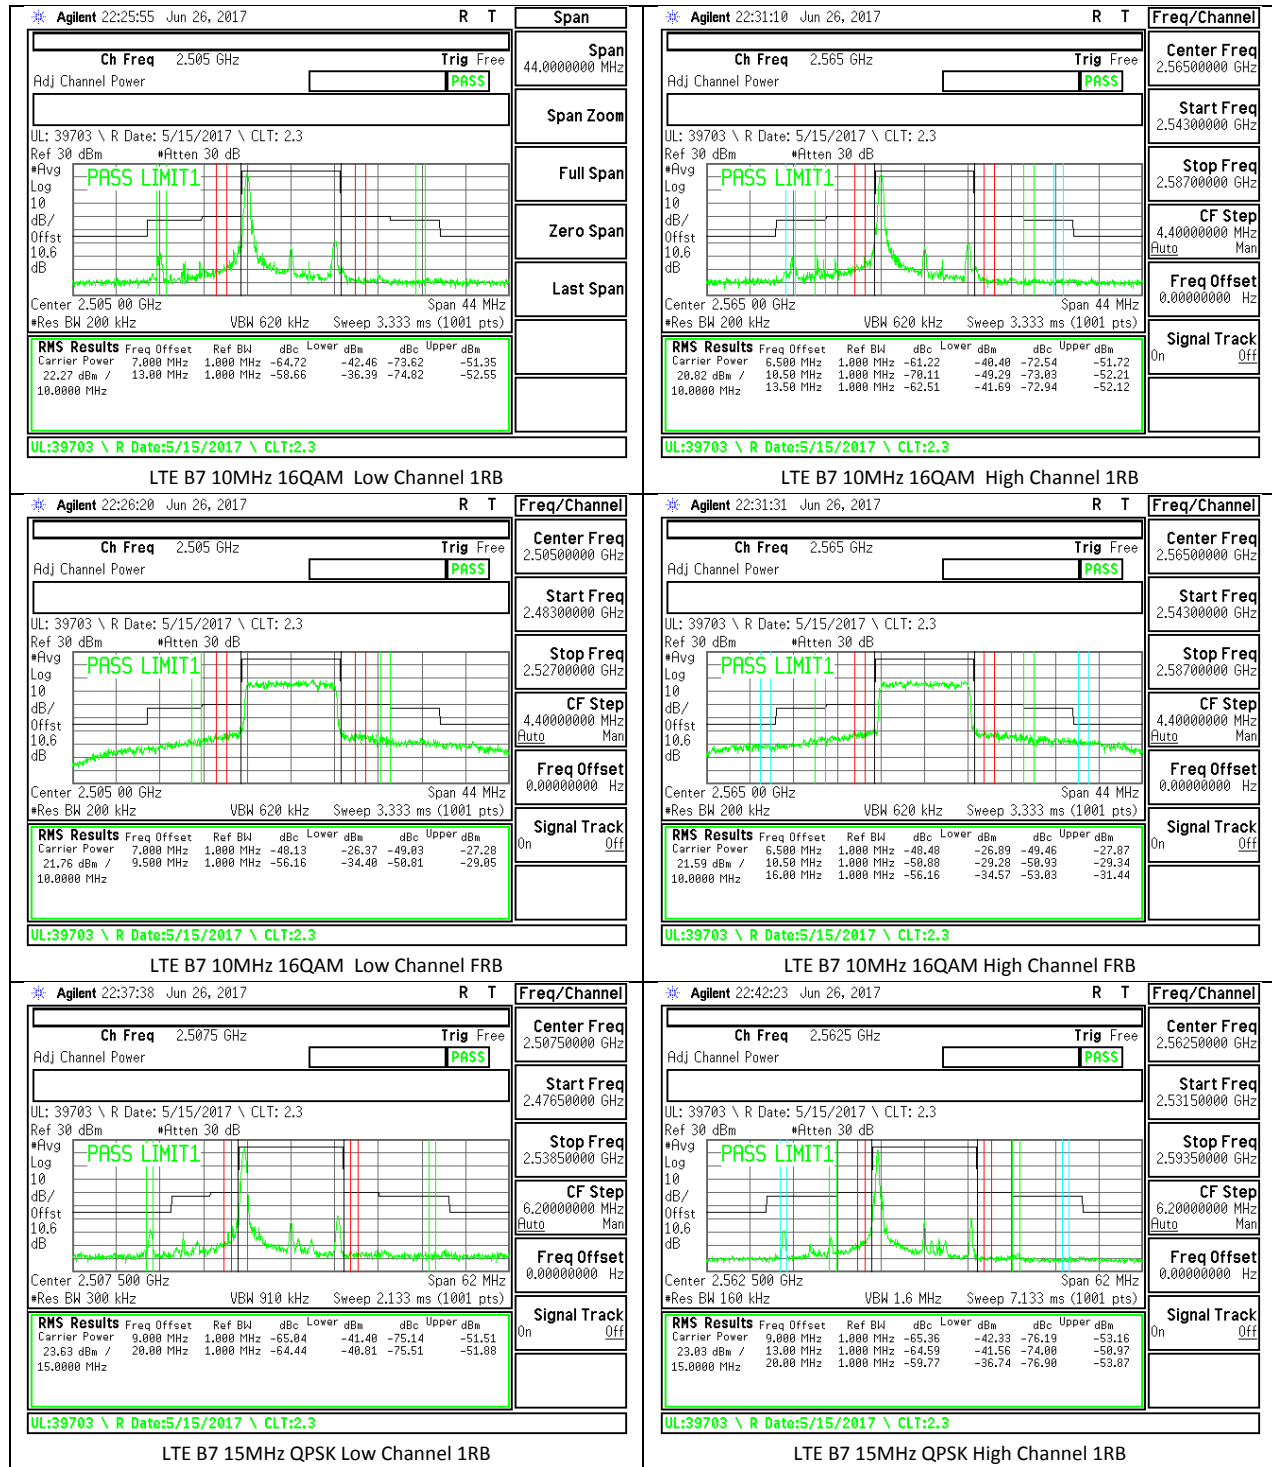 Agilent 22:25:55 Jun 26, 2017 R T Span
Ch Freq 2.505 GHz Trig Free
Adj Channel Power PASS
UL: 39703 \ R Date: 5/15/2017 \ CLT: 2.3
Ref 30 dBm #Atten 30 dB
#Avg
Log
10
dB/
Offst
10.6
dB
PASS LIMIT1
Center 2.505 00 GHz Span 44 MHz
#Res BW 200 kHz VBW 620 kHz Sweep 3.333 ms (1001 pts)
RMS Results Freq Offset Ref BW dBc Lower dBm dBc Upper dBm
Carrier Power 7.000 MHz 1.000 MHz -64.72 -42.46 -73.62 -51.35
22.27 dBm / 13.00 MHz 1.000 MHz -58.66 -36.39 -74.82 -52.55
10.0000 MHz
UL:39703 \ R Date:5/15/2017 \ CLT:2.3
Span
44.0000000 MHz
Span Zoom
Full Span
Zero Span
Last Span
LTE B7 10MHz 16QAM Low Channel 1RB
Agilent 22:31:10 Jun 26, 2017 R T Freq/Channel
Ch Freq 2.565 GHz Trig Free
Adj Channel Power PASS
UL: 39703 \ R Date: 5/15/2017 \ CLT: 2.3
Ref 30 dBm #Atten 30 dB
#Avg
Log
10
dB/
Offst
10.6
dB
PASS LIMIT1
Center 2.565 00 GHz Span 44 MHz
#Res BW 200 kHz VBW 620 kHz Sweep 3.333 ms (1001 pts)
RMS Results Freq Offset Ref BW dBc Lower dBm dBc Upper dBm
Carrier Power 6.500 MHz 1.000 MHz -61.22 -40.40 -72.54 -51.72
20.82 dBm / 10.50 MHz 1.000 MHz -70.11 -49.29 -73.03 -52.21
10.0000 MHz 13.50 MHz 1.000 MHz -62.51 -41.69 -72.94 -52.12
UL:39703 \ R Date:5/15/2017 \ CLT:2.3
Center Freq
2.56500000 GHz
Start Freq
2.54300000 GHz
Stop Freq
2.58700000 GHz
CF Step
4.40000000 MHz
Auto Man
Freq Offset
0.00000000 Hz
Signal Track
On Off
LTE B7 10MHz 16QAM High Channel 1RB
Agilent 22:26:20 Jun 26, 2017 R T Freq/Channel
Ch Freq 2.505 GHz Trig Free
Adj Channel Power PASS
UL: 39703 \ R Date: 5/15/2017 \ CLT: 2.3
Ref 30 dBm #Atten 30 dB
#Avg
Log
10
dB/
Offst
10.6
dB
PASS LIMIT1
Center 2.505 00 GHz Span 44 MHz
#Res BW 200 kHz VBW 620 kHz Sweep 3.333 ms (1001 pts)
RMS Results Freq Offset Ref BW dBc Lower dBm dBc Upper dBm
Carrier Power 7.000 MHz 1.000 MHz -48.13 -26.37 -49.03 -27.28
21.76 dBm / 9.500 MHz 1.000 MHz -56.16 -34.40 -50.81 -29.05
10.0000 MHz
UL:39703 \ R Date:5/15/2017 \ CLT:2.3
Center Freq
2.50500000 GHz
Start Freq
2.48300000 GHz
Stop Freq
2.52700000 GHz
CF Step
4.40000000 MHz
Auto Man
Freq Offset
0.00000000 Hz
Signal Track
On Off
LTE B7 10MHz 16QAM Low Channel FRB
Agilent 22:31:31 Jun 26, 2017 R T Freq/Channel
Ch Freq 2.565 GHz Trig Free
Adj Channel Power PASS
UL: 39703 \ R Date: 5/15/2017 \ CLT: 2.3
Ref 30 dBm #Atten 30 dB
#Avg
Log
10
dB/
Offst
10.6
dB
PASS LIMIT1
Center 2.565 00 GHz Span 44 MHz
#Res BW 200 kHz VBW 620 kHz Sweep 3.333 ms (1001 pts)
RMS Results Freq Offset Ref BW dBc Lower dBm dBc Upper dBm
Carrier Power 6.500 MHz 1.000 MHz -48.48 -26.89 -49.46 -27.87
21.59 dBm / 10.50 MHz 1.000 MHz -50.88 -29.28 -50.93 -29.34
10.0000 MHz 16.00 MHz 1.000 MHz -56.16 -34.57 -53.03 -31.44
UL:39703 \ R Date:5/15/2017 \ CLT:2.3
Center Freq
2.56500000 GHz
Start Freq
2.54300000 GHz
Stop Freq
2.58700000 GHz
CF Step
4.40000000 MHz
Auto Man
Freq Offset
0.00000000 Hz
Signal Track
On Off
LTE B7 10MHz 16QAM High Channel FRB
Agilent 22:37:38 Jun 26, 2017 R T Freq/Channel
Ch Freq 2.5075 GHz Trig Free
Adj Channel Power PASS
UL: 39703 \ R Date: 5/15/2017 \ CLT: 2.3
Ref 30 dBm #Atten 30 dB
#Avg
Log
10
dB/
Offst
10.6
dB
PASS LIMIT1
Center 2.507 500 GHz Span 62 MHz
#Res BW 300 kHz VBW 910 kHz Sweep 2.133 ms (1001 pts)
RMS Results Freq Offset Ref BW dBc Lower dBm dBc Upper dBm
Carrier Power 9.000 MHz 1.000 MHz -65.04 -41.40 -75.14 -51.51
23.63 dBm / 20.00 MHz 1.000 MHz -64.44 -40.81 -75.51 -51.88
15.0000 MHz
UL:39703 \ R Date:5/15/2017 \ CLT:2.3
Center Freq
2.50750000 GHz
Start Freq
2.47650000 GHz
Stop Freq
2.53850000 GHz
CF Step
6.20000000 MHz
Auto Man
Freq Offset
0.00000000 Hz
Signal Track
On Off
LTE B7 15MHz QPSK Low Channel 1RB
Agilent 22:42:23 Jun 26, 2017 R T Freq/Channel
Ch Freq 2.5625 GHz Trig Free
Adj Channel Power PASS
UL: 39703 \ R Date: 5/15/2017 \ CLT: 2.3
Ref 30 dBm #Atten 30 dB
#Avg
Log
10
dB/
Offst
10.6
dB
PASS LIMIT1
Center 2.562 500 GHz Span 62 MHz
#Res BW 160 kHz VBW 1.6 MHz Sweep 7.133 ms (1001 pts)
RMS Results Freq Offset Ref BW dBc Lower dBm dBc Upper dBm
Carrier Power 9.000 MHz 1.000 MHz -65.36 -42.33 -76.19 -53.16
23.03 dBm / 13.00 MHz 1.000 MHz -64.59 -41.56 -74.00 -50.97
15.0000 MHz 20.00 MHz 1.000 MHz -59.77 -36.74 -76.90 -53.87
UL:39703 \ R Date:5/15/2017 \ CLT:2.3
Center Freq
2.56250000 GHz
Start Freq
2.53150000 GHz
Stop Freq
2.59350000 GHz
CF Step
6.20000000 MHz
Auto Man
Freq Offset
0.00000000 Hz
Signal Track
On Off
LTE B7 15MHz QPSK High Channel 1RB